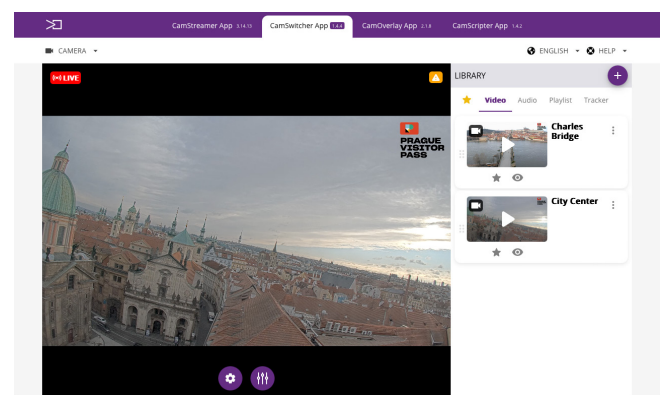 CamStreamer App 3.14.13
CamSwitcher App 1.4.4
CamOverlay App 2.1.8
CamScripter App 1.4.2
CAMERA
ENGLISH
HELP
LIVE
LIBRARY
Video
Audio
Playlist
Tracker
PRAGUE
VISITOR
PASS
Charles
Bridge
City Center